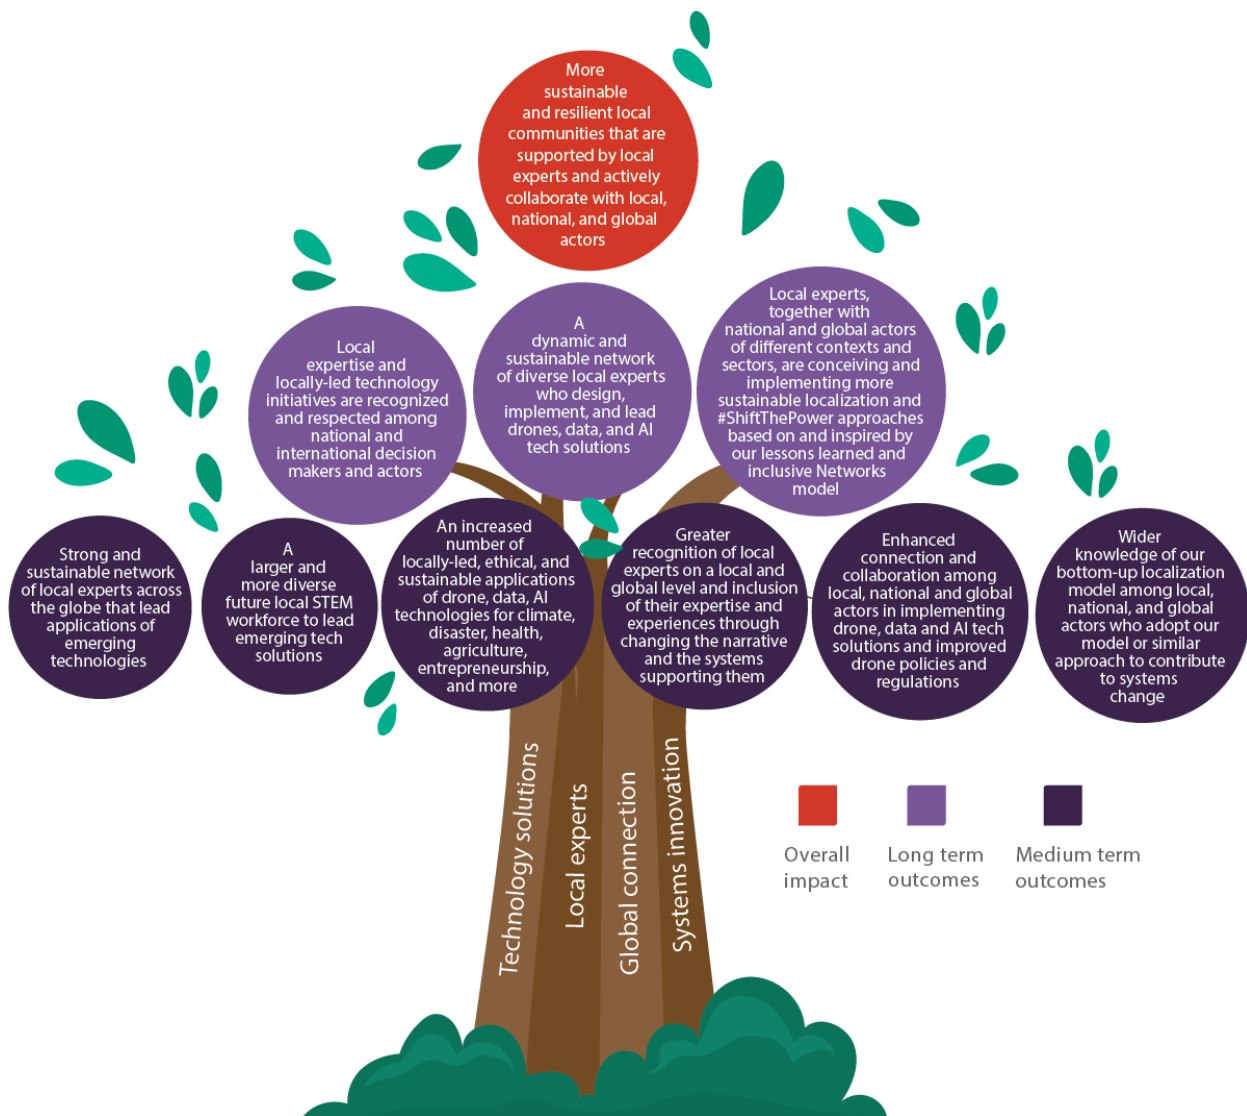 More
sustainable
and resilient local
communities that are
supported by local
experts and actively
collaborate with local,
national, and global
actors
Local
expertise and
locally-led technology
initiatives are recognized
and respected among
national and
international decision
makers and actors
A
dynamic and
sustainable network
of diverse local experts
who design,
implement, and lead
drones, data, and AI
tech solutions
Local experts,
together with
national and global actors
of different contexts and
sectors, are conceiving and
implementing more
sustainable localization and
#ShiftThePower approaches
based on and inspired by
our lessons learned and
inclusive Networks
model
Strong and
sustainable network
of local experts across
the globe that lead
applications of
emerging
technologies
A
larger and
more diverse
future local STEM
workforce to lead
emerging tech
solutions
An increased
number of
locally-led, ethical, and
sustainable applications
of drone, data, AI
technologies for climate,
disaster, health,
agriculture,
entrepreneurship,
and more
Greater
recognition of local
experts on a local and
global level and inclusion
of their expertise and
experiences through
changing the narrative
and the systems
supporting them
Enhanced
connection and
collaboration among
local, national and global
actors in implementing
drone, data and AI tech
solutions and improved
drone policies and
regulations
Wider
knowledge of our
bottom-up localization
model among local,
national, and global
actors who adopt our
model or similar
approach to contribute
to systems
change
Technology solutions
Local experts
Global connection
Systems innovation
Overall
impact
Long term
outcomes
Medium term
outcomes